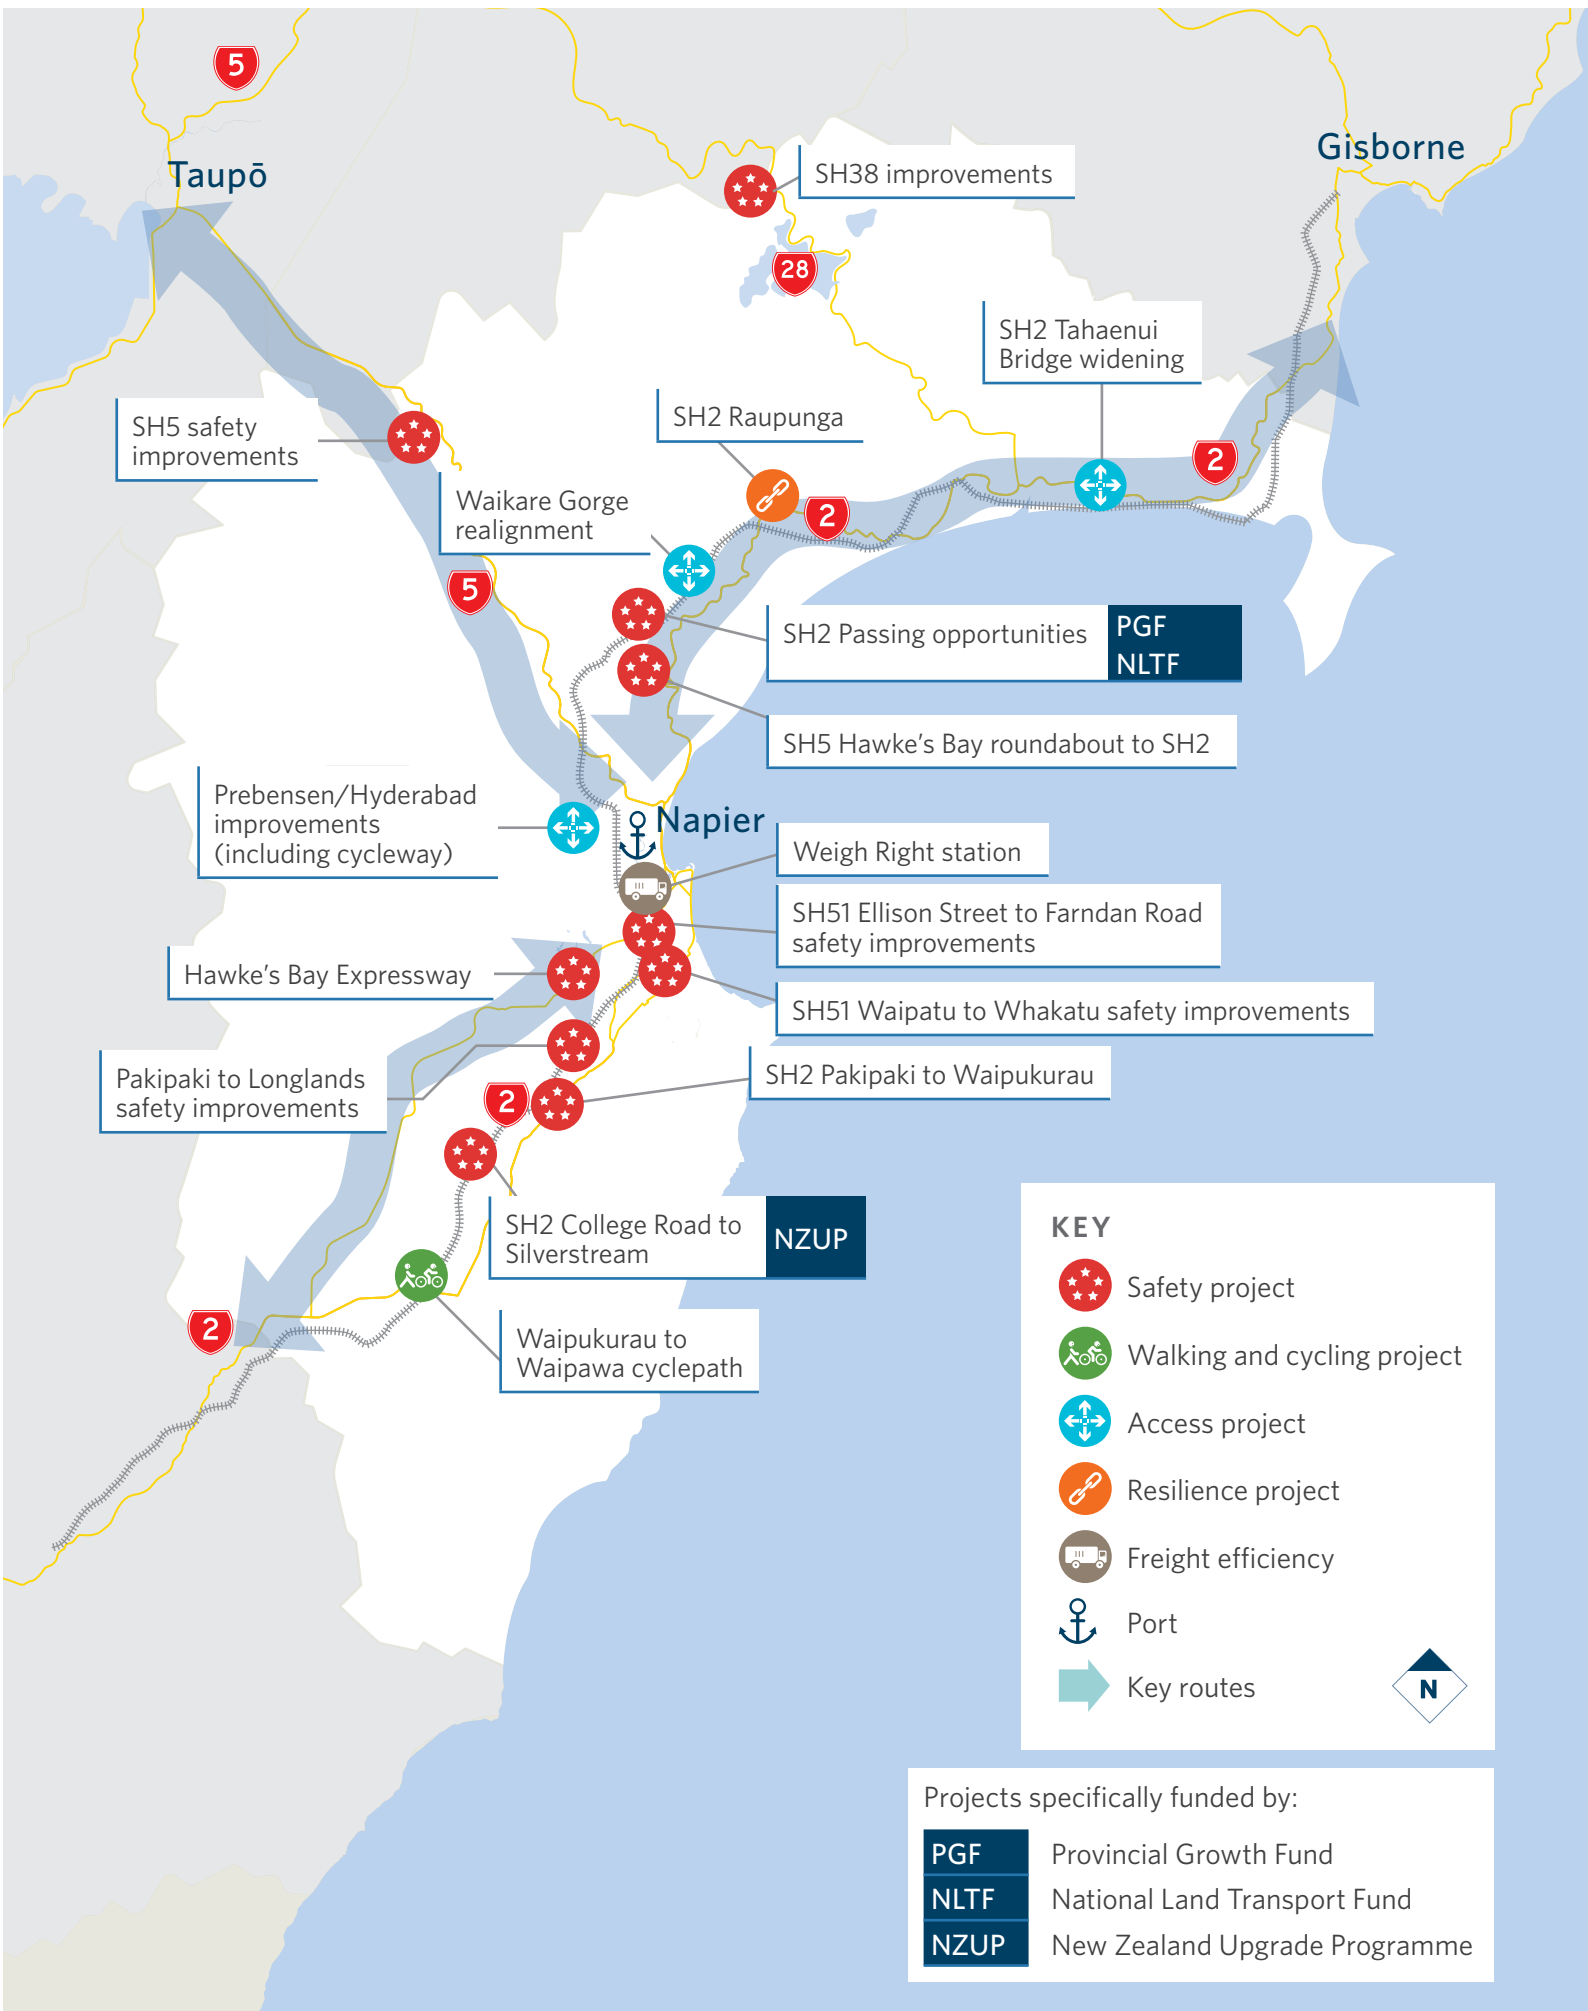 5
Taupō
Gisborne
SH38 improvements
28
SH2 Tahaenui
Bridge widening
SH2 Raupunga
SH5 safety
improvements
2
Waikare Gorge
realignment
2
5
SH2 Passing opportunities
PGF
NLTF
SH5 Hawke's Bay roundabout to SH2
Prebensen/Hyderabad
improvements
(including cycleway)
Napier
Weigh Right station
SH51 Ellison Street to Farndan Road
safety improvements
Hawke's Bay Expressway
SH51 Waipatu to Whakatu safety improvements
Pakipaki to Longlands
safety improvements
SH2 Pakipaki to Waipukurau
2
SH2 College Road to
Silverstream
NZUP
2
Waipukurau to
Waipawa cyclepath
KEY
Safety project
Walking and cycling project
Access project
Resilience project
Freight efficiency
Port
Key routes
N
Projects specifically funded by:
PGF Provincial Growth Fund
NLTF National Land Transport Fund
NZUP New Zealand Upgrade Programme